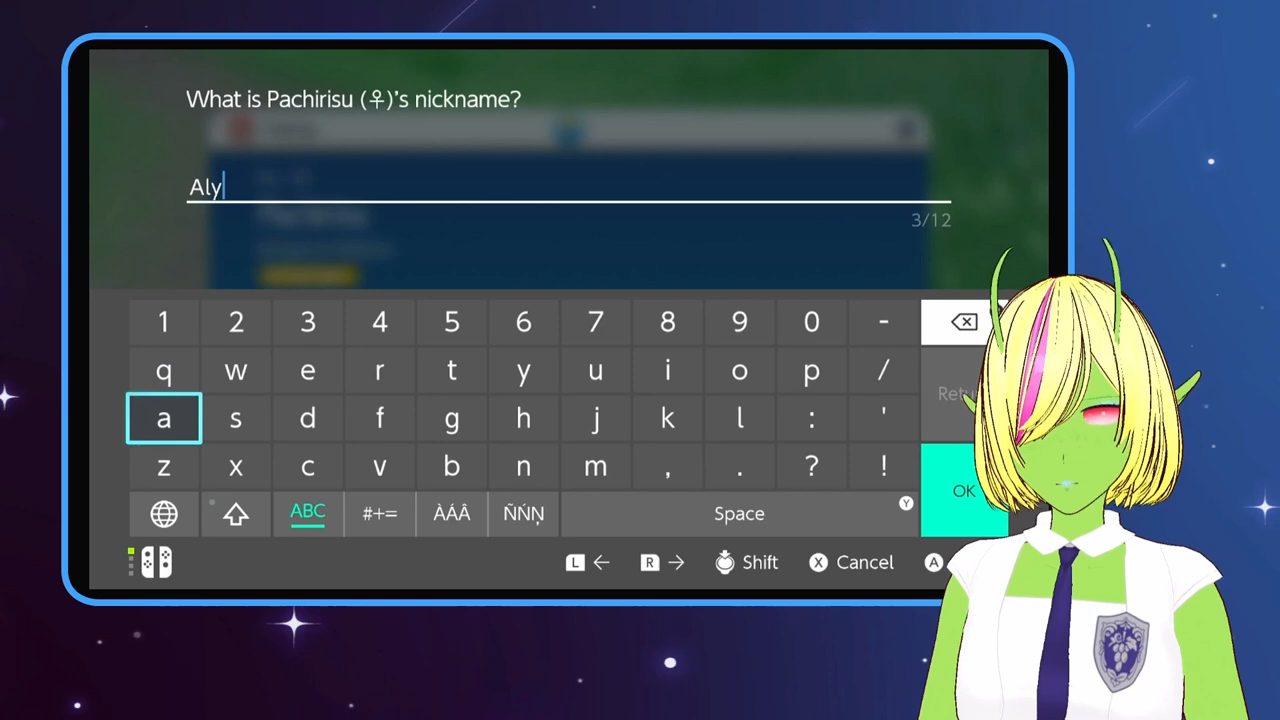 What is Pachirisu (♀)'s nickname?
Aly
3/12
1 2 3 4 5 6 7 8 9 0 -
q w e r t y u i o p /
a s d f g h j k l : '
z x c v b n m , . ? !
OK
ABC #+= ÀÁÂ ÑŃŅ Space Y
L ← R → Shift X Cancel A